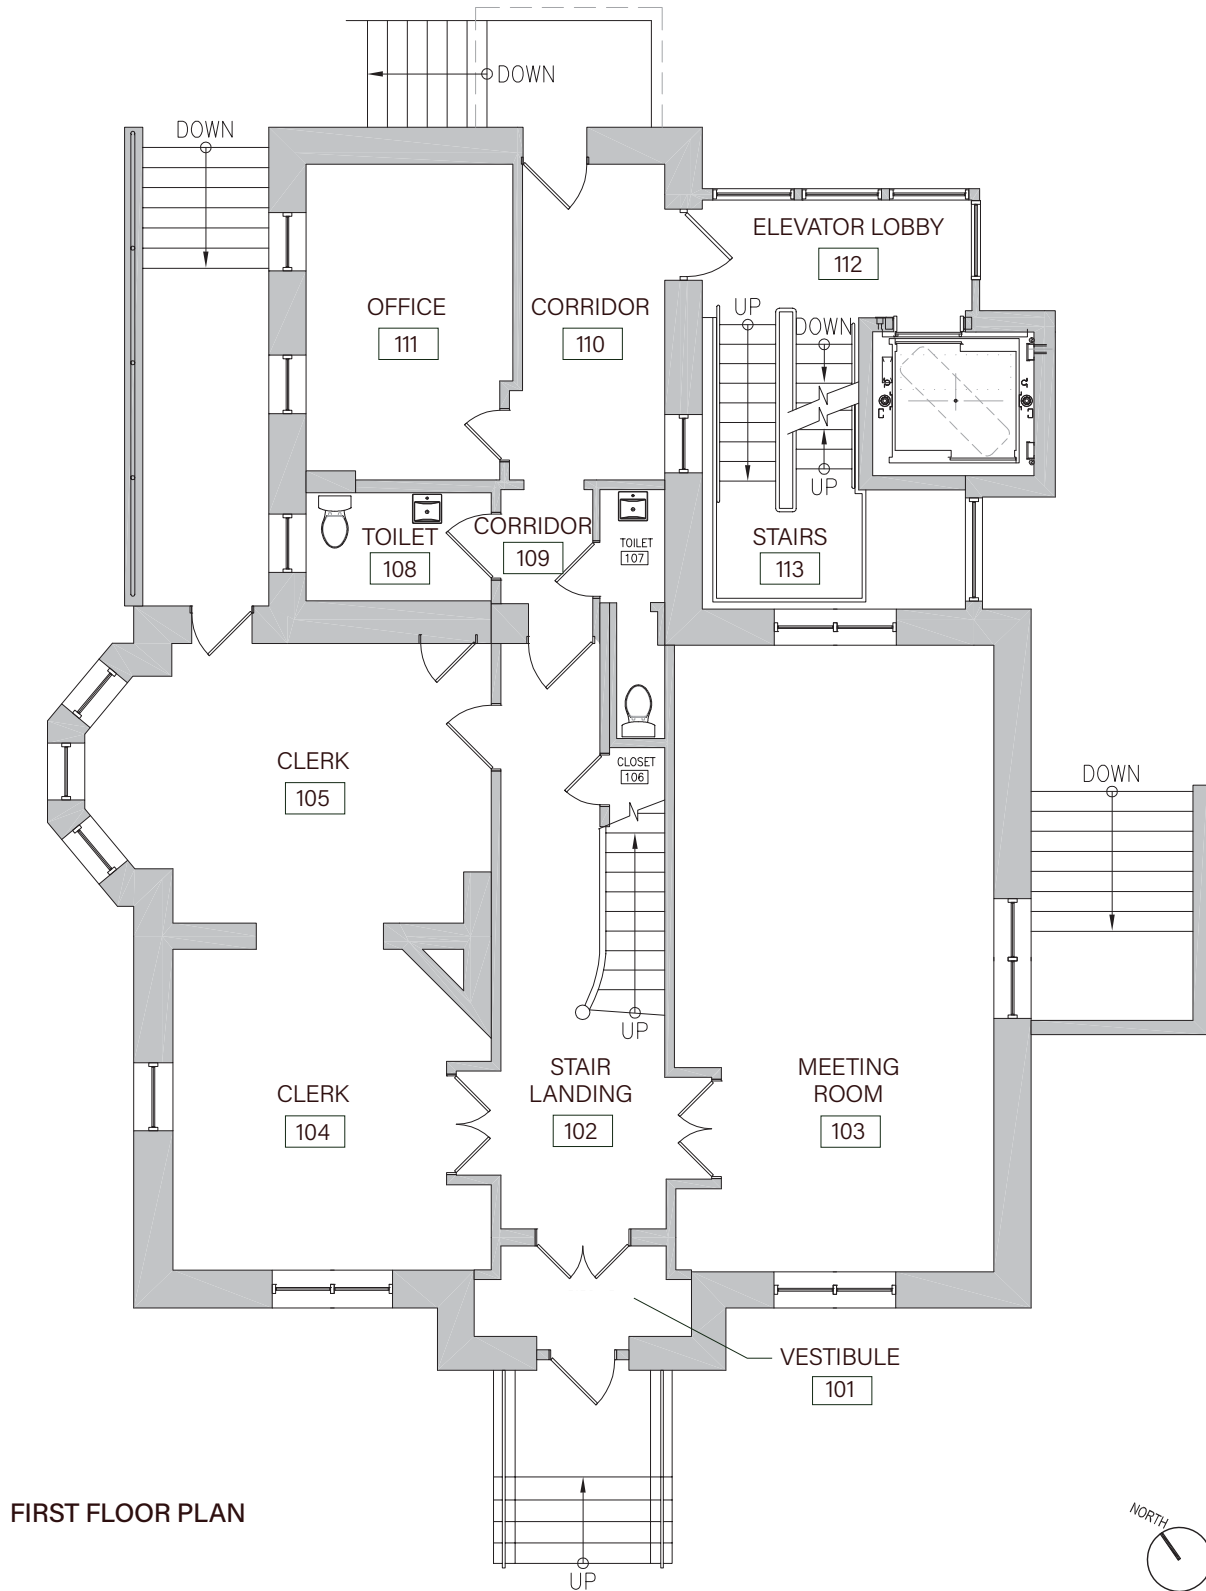 DOWN
DOWN
ELEVATOR LOBBY
112
OFFICE
111
CORRIDOR
110
UP
DOWN
UP
TOILET
108
CORRIDOR
109
TOILET
107
STAIRS
113
CLERK
105
CLOSET
106
DOWN
UP
CLERK
104
STAIR
LANDING
102
MEETING
ROOM
103
VESTIBULE
101
FIRST FLOOR PLAN
NORTH
UP